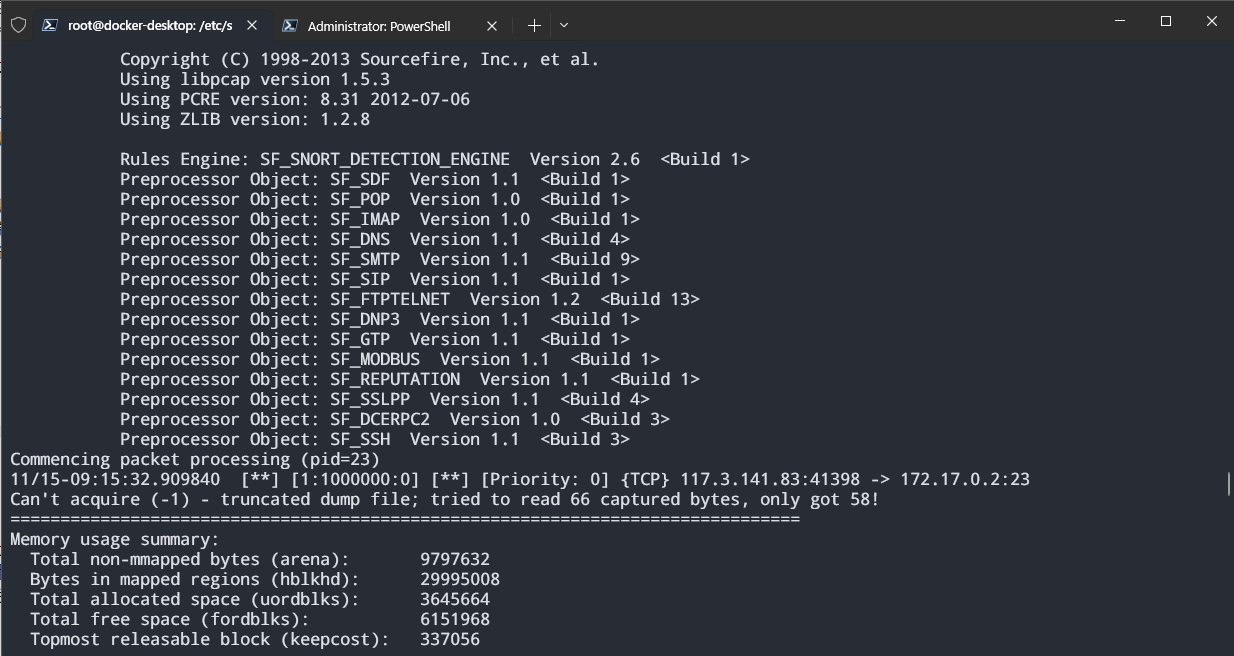 root@docker-desktop: /etc/s
Administrator: PowerShell
Copyright (C) 1998-2013 Sourcefire, Inc., et al.
Using libpcap version 1.5.3
Using PCRE version: 8.31 2012-07-06
Using ZLIB version: 1.2.8
Rules Engine: SF_SNORT_DETECTION_ENGINE  Version 2.6  <Build 1>
Preprocessor Object: SF_SDF  Version 1.1  <Build 1>
Preprocessor Object: SF_POP  Version 1.0  <Build 1>
Preprocessor Object: SF_IMAP  Version 1.0  <Build 1>
Preprocessor Object: SF_DNS  Version 1.1  <Build 4>
Preprocessor Object: SF_SMTP  Version 1.1  <Build 9>
Preprocessor Object: SF_SIP  Version 1.1  <Build 1>
Preprocessor Object: SF_FTPTELNET  Version 1.2  <Build 13>
Preprocessor Object: SF_DNP3  Version 1.1  <Build 1>
Preprocessor Object: SF_GTP  Version 1.1  <Build 1>
Preprocessor Object: SF_MODBUS  Version 1.1  <Build 1>
Preprocessor Object: SF_REPUTATION  Version 1.1  <Build 1>
Preprocessor Object: SF_SSLPP  Version 1.1  <Build 4>
Preprocessor Object: SF_DCERPC2  Version 1.0  <Build 3>
Preprocessor Object: SF_SSH  Version 1.1  <Build 3>
Commencing packet processing (pid=23)
11/15-09:15:32.909840  [**] [1:1000000:0] [**] [Priority: 0] {TCP} 117.3.141.83:41398 -> 172.17.0.2:23
Can't acquire (-1) - truncated dump file; tried to read 66 captured bytes, only got 58!
===============================================================================
Memory usage summary:
Total non-mmapped bytes (arena):       9797632
Bytes in mapped regions (hblkhd):      29995008
Total allocated space (uordblks):      3645664
Total free space (fordblks):           6151968
Topmost releasable block (keepcost):   337056